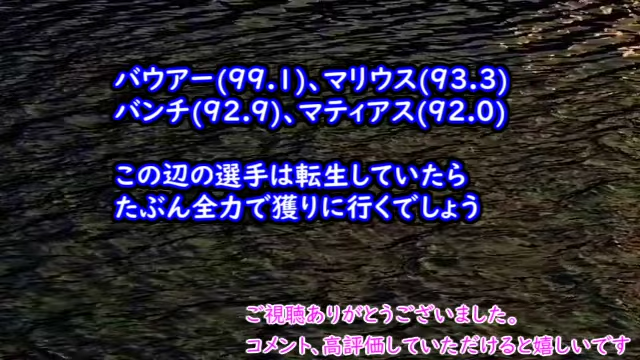 バウアー(99.1)、マリウス(93.3)
バンチ(92.9)、マティアス(92.0)
この辺の選手は転生していたら
たぶん全力で獲りに行くでしょう
ご視聴ありがとうございました。
コメント、高評価していただけると嬉しいです